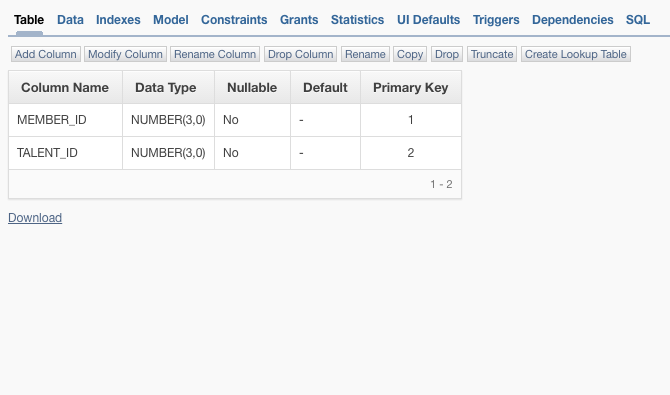 Table Data Indexes Model Constraints Grants Statistics UI Defaults Triggers Dependencies SQL
Add Column Modify Column Rename Column Drop Column Rename Copy Drop Truncate Create Lookup Table
Column Name Data Type Nullable Default Primary Key
MEMBER_ID NUMBER(3,0) No - 1
TALENT_ID NUMBER(3,0) No - 2
1 - 2
Download